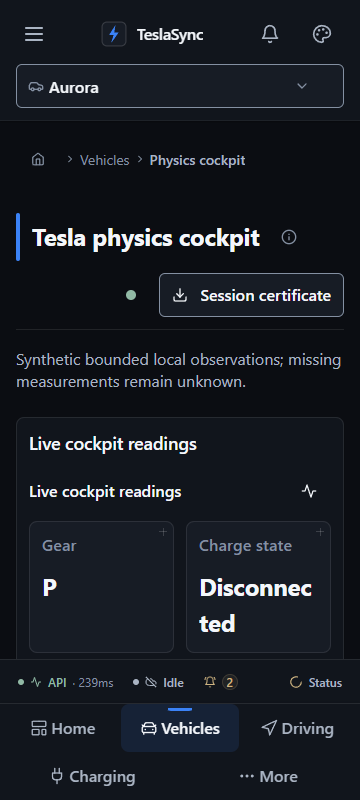 TeslaSync
Aurora
Vehicles
Physics cockpit
Tesla physics cockpit
Session certificate
Synthetic bounded local observations; missing
measurements remain unknown.
Live cockpit readings
Live cockpit readings
Gear
Charge state
P
Disconnec
ted
API · 239ms
Idle
2
Status
Home
Vehicles
Driving
Charging
More